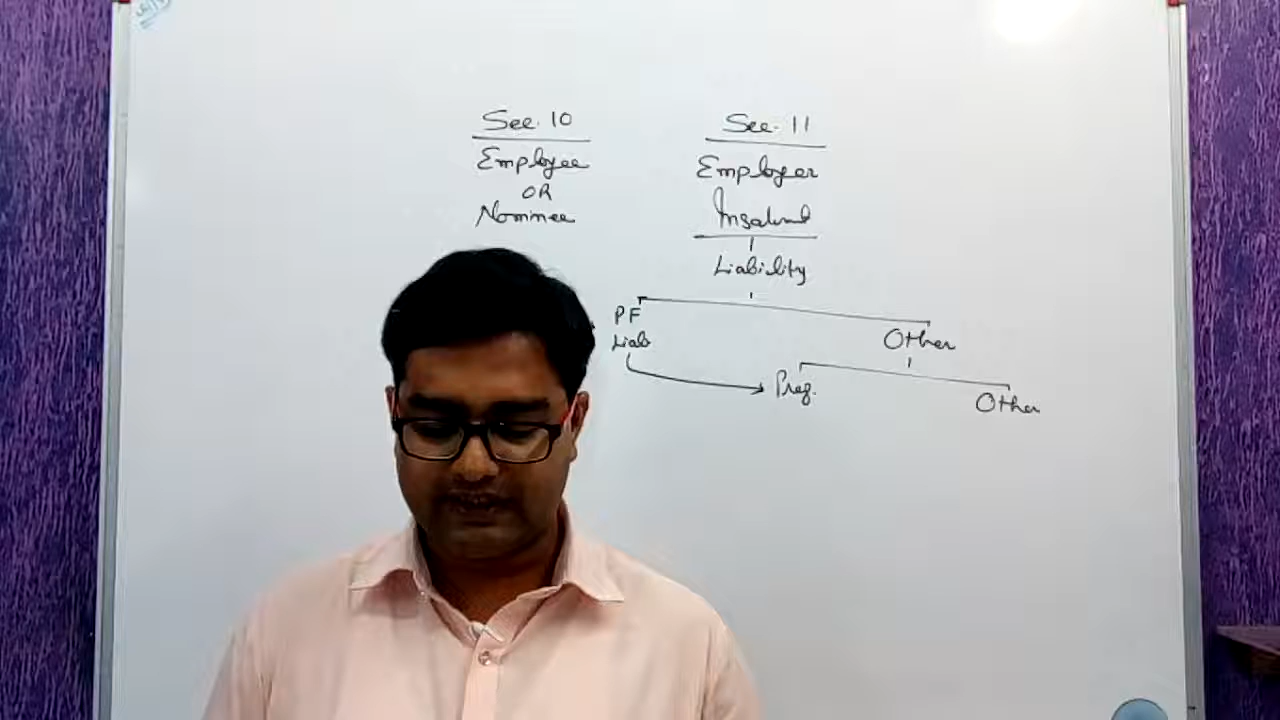 Sec. 10
Employee
OR
Nominee
Sec. 11
Employer
Insolvent
Liability
PF
Liab
Other
Pref.
Other